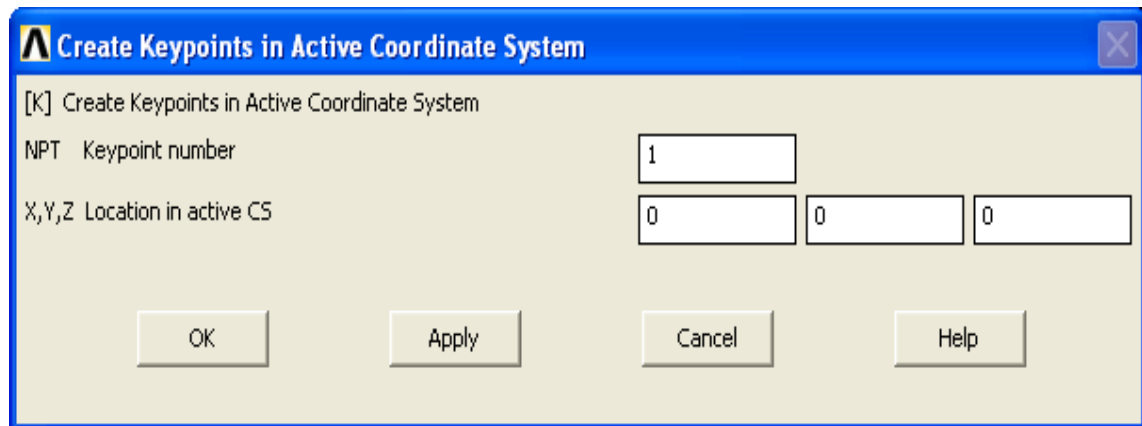 Create Keypoints in Active Coordinate System
[K] Create Keypoints in Active Coordinate System
NPT Keypoint number 1
X,Y,Z Location in active CS 0 0 0
OK Apply Cancel Help